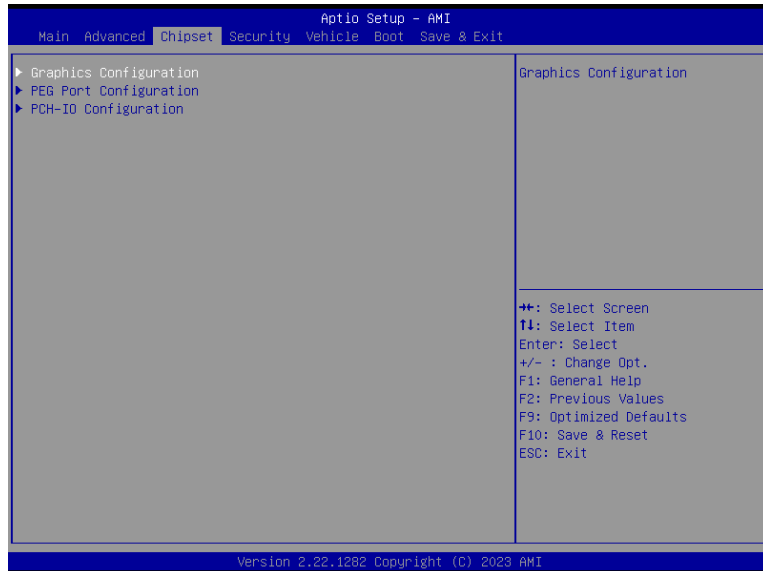 Aptio Setup - AMI
Main Advanced Chipset Security Vehicle Boot Save & Exit
Graphics Configuration
PEG Port Configuration
PCH-IO Configuration
Graphics Configuration
→←: Select Screen
↑↓: Select Item
Enter: Select
+/- : Change Opt.
F1: General Help
F2: Previous Values
F9: Optimized Defaults
F10: Save & Reset
ESC: Exit
Version 2.22.1282 Copyright (C) 2023 AMI